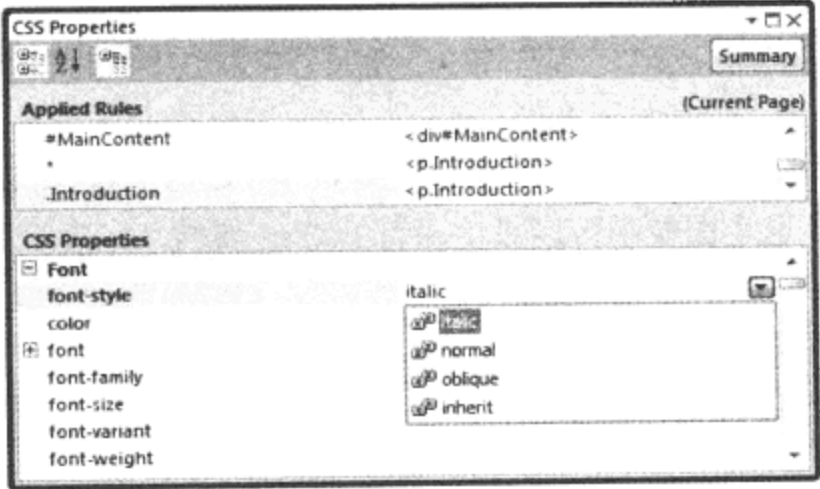 CSS Properties
Summary
Applied Rules (Current Page)
#MainContent <div#MainContent>
* <p.Introduction>
.Introduction <p.Introduction>
CSS Properties
Font
font-style italic
color italic
font normal
font-family oblique
font-size inherit
font-variant
font-weight